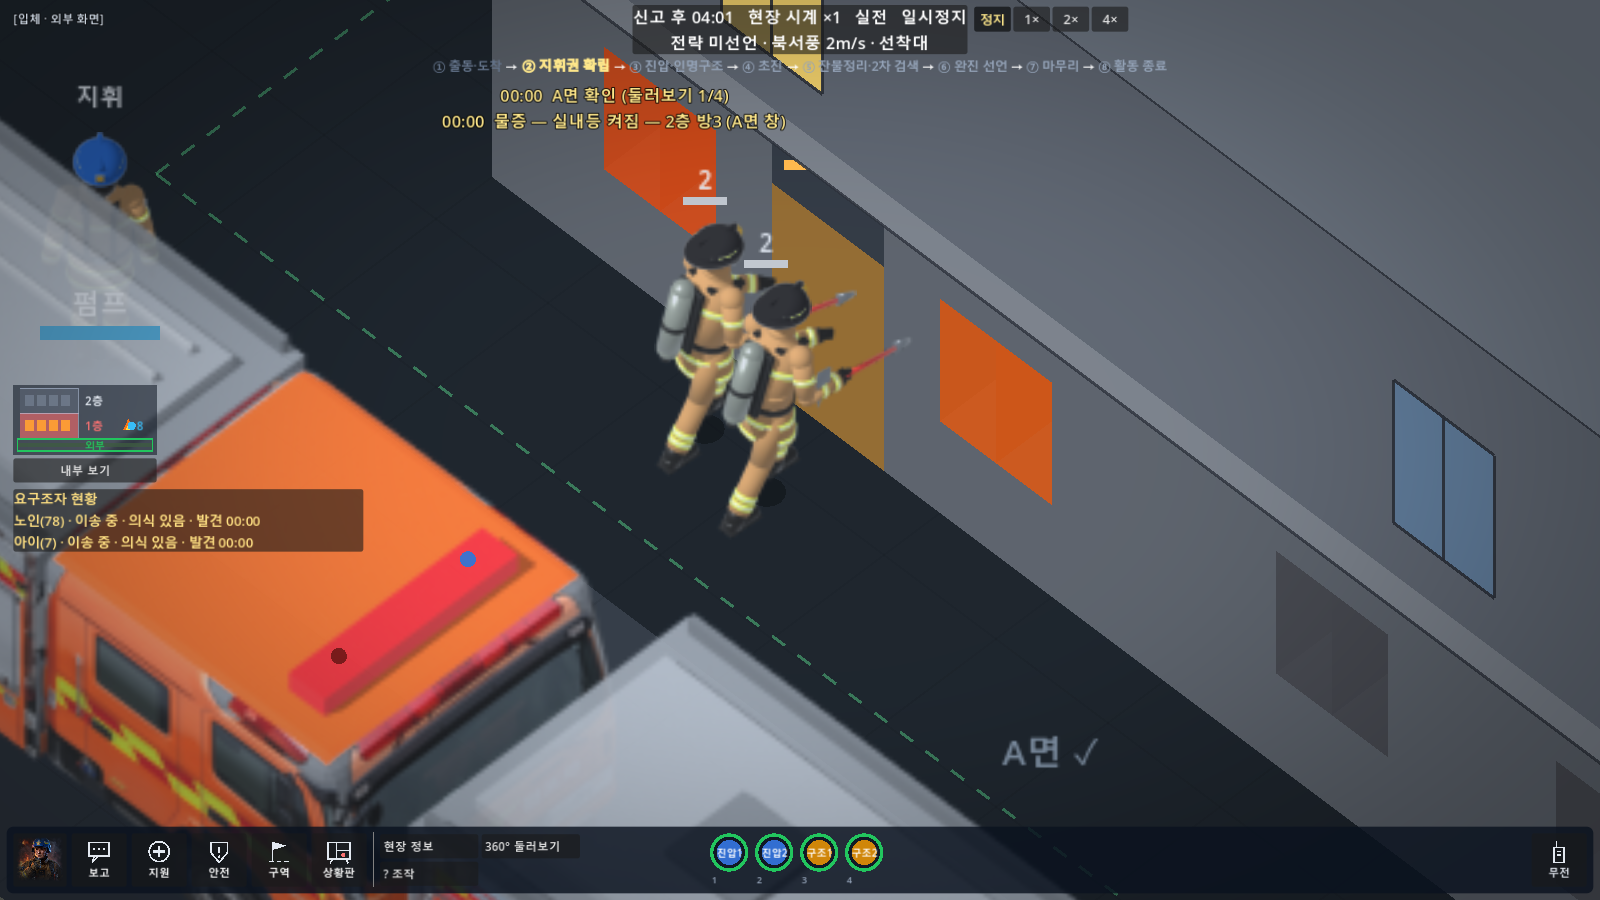 [입체 · 외부 화면]
신고 후 04:01 현장 시계 ×1 실전 일시정지
정지 1× 2× 4×
전략 미선언 · 북서풍 2m/s · 선착대
① 출동·도착 → ② 지휘권 확립 → ③ 진압·인명구조 → ④ 초진 → ⑤ 잔불정리·2차 검색 → ⑥ 완진 선언 → ⑦ 마무리 → ⑧ 활동 종료
00:00 A면 확인 (둘러보기 1/4)
00:00 물증 — 실내등 켜짐 — 2층 방3 (A면 창)
지휘
2
2
펌프
2층
1층 8
외부
내부 보기
요구조자 현황
노인(78) · 이송 중 · 의식 있음 · 발견 00:00
아이(7) · 이송 중 · 의식 있음 · 발견 00:00
A면 ✓
보고
지원
안전
구역
상황판
현장 정보
360° 둘러보기
? 조작
진압1
진압2
구조1
구조2
1 2 3 4
무전